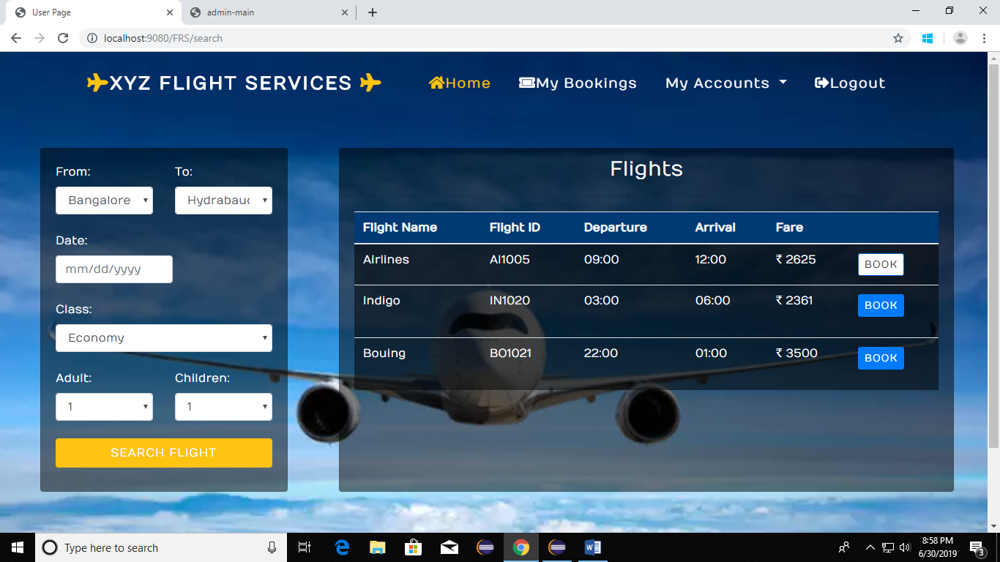 User Page
admin-main
localhost:9080/FRS/search
XYZ FLIGHT SERVICES
Home
My Bookings
My Accounts
Logout
From:
To:
Bangalore
Hydrabad
Date:
mm/dd/yyyy
Class:
Economy
Adult:
Children:
1
1
SEARCH FLIGHT
Flights
Flight Name Flight ID Departure Arrival Fare
Airlines AI1005 09:00 12:00 ₹ 2625 BOOK
Indigo IN1020 03:00 06:00 ₹ 2361 BOOK
Bouing BO1021 22:00 01:00 ₹ 3500 BOOK
Type here to search
8:58 PM
6/30/2019
3